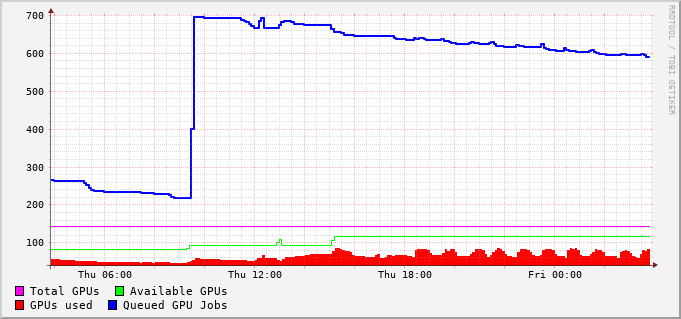 700
600
500
400
300
200
100
Thu 06:00 Thu 12:00 Thu 18:00 Fri 00:00
Total GPUs Available GPUs
GPUs used Queued GPU Jobs
RRDTOOL / TOBI OETIKER